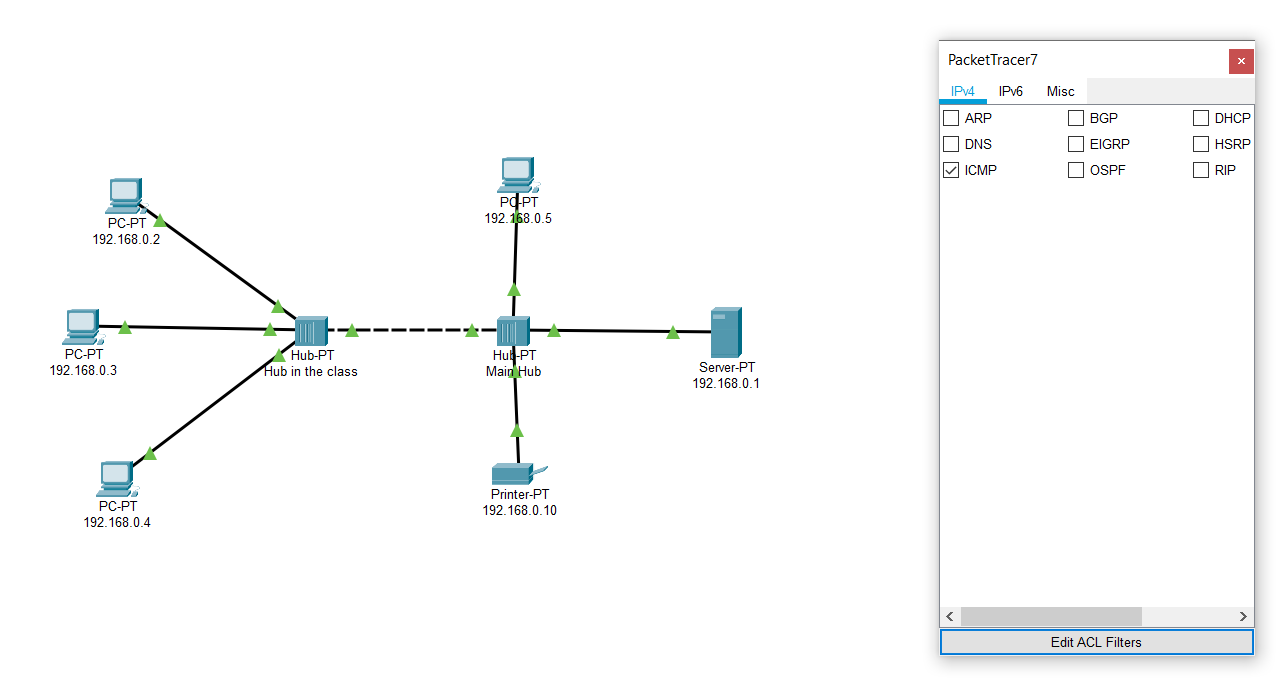 PC-PT
192.168.0.2
PC-PT
192.168.0.3
PC-PT
192.168.0.4
Hub-PT
Hub in the class
PC-PT
192.168.0.5
Hub-PT
Main Hub
Server-PT
192.168.0.1
Printer-PT
192.168.0.10
PacketTracer7
IPv4 IPv6 Misc
ARP BGP DHCP
DNS EIGRP HSRP
ICMP OSPF RIP
Edit ACL Filters